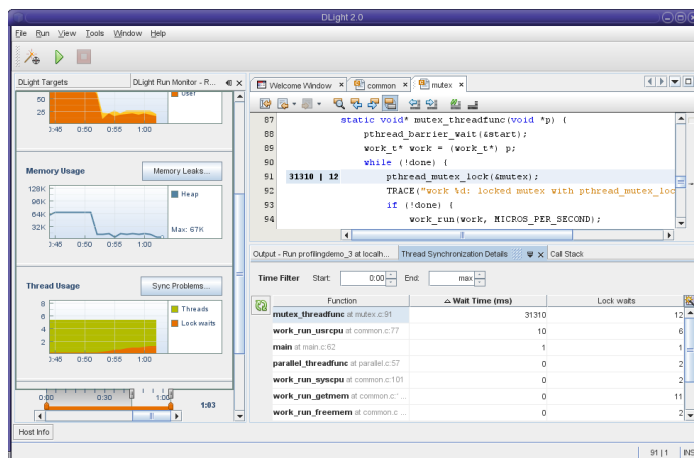 DLight 2.0
File Run View Tools Window Help
DLight Targets
DLight Run Monitor - R...
50
25
User
0:45 0:50 0:55 1:00
Memory Usage
Memory Leaks...
128K
96K
64K
32K
Heap
Max: 67K
0:45 0:50 0:55 1:00
Thread Usage
Sync Problems...
8
6
4
2
Threads
Lock waits
0:45 0:50 0:55 1:00
0:00 0:30 1:00
1:03
Host Info
Welcome Window
common
mutex
87 static void* mutex_threadfunc(void *p) {
88 pthread_barrier_wait(&start);
89 work_t* work = (work_t*) p;
90 while (!done) {
31310 | 12 91 pthread_mutex_lock(&mutex);
92 TRACE("work %d: locked mutex with pthread_mutex_loc
93 if (!done) {
94 work_run(work, MICROS_PER_SECOND);
Output - Run profilingdemo_3 at localh...
Thread Synchronization Details
Call Stack
Time Filter Start: 0:00 End: max
Function Wait Time (ms) Lock waits
mutex_threadfunc at mutex.c:91 31310 12
work_run_usrcpu at common.c:77 10 6
main at main.c:62 1 1
parallel_threadfunc at parallel.c:57 0 2
work_run_syscpu at common.c:101 0 2
work_run_getmem at common.c:... 0 11
work_run_freemem at common.c ... 0 2
91 | 1 INS